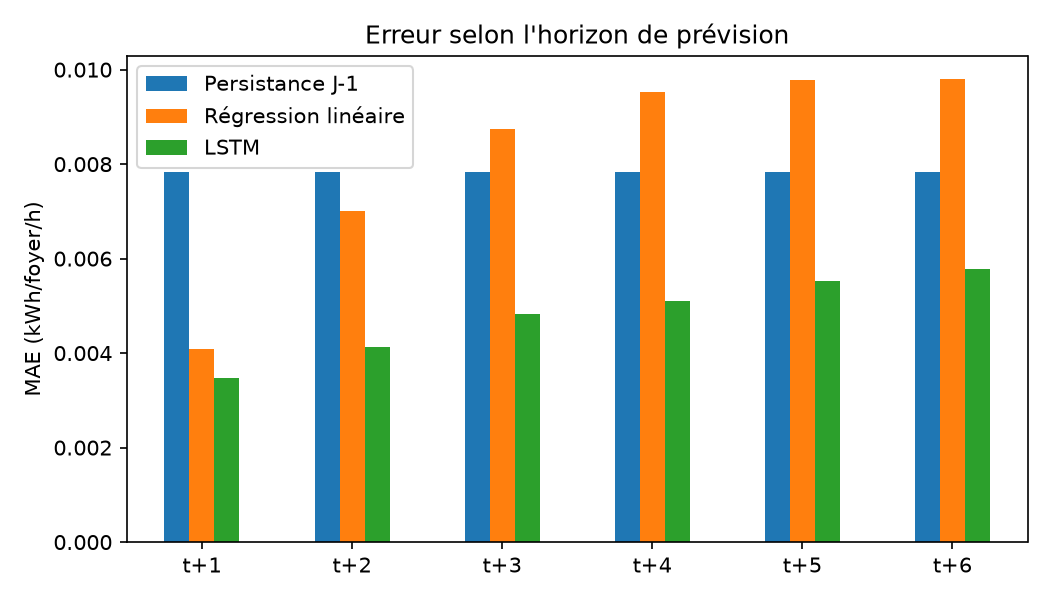 Erreur selon l'horizon de prévision
MAE (kWh/foyer/h)
0.010
0.008
0.006
0.004
0.002
0.000
Persistance J-1
Régression linéaire
LSTM
t+1
t+2
t+3
t+4
t+5
t+6